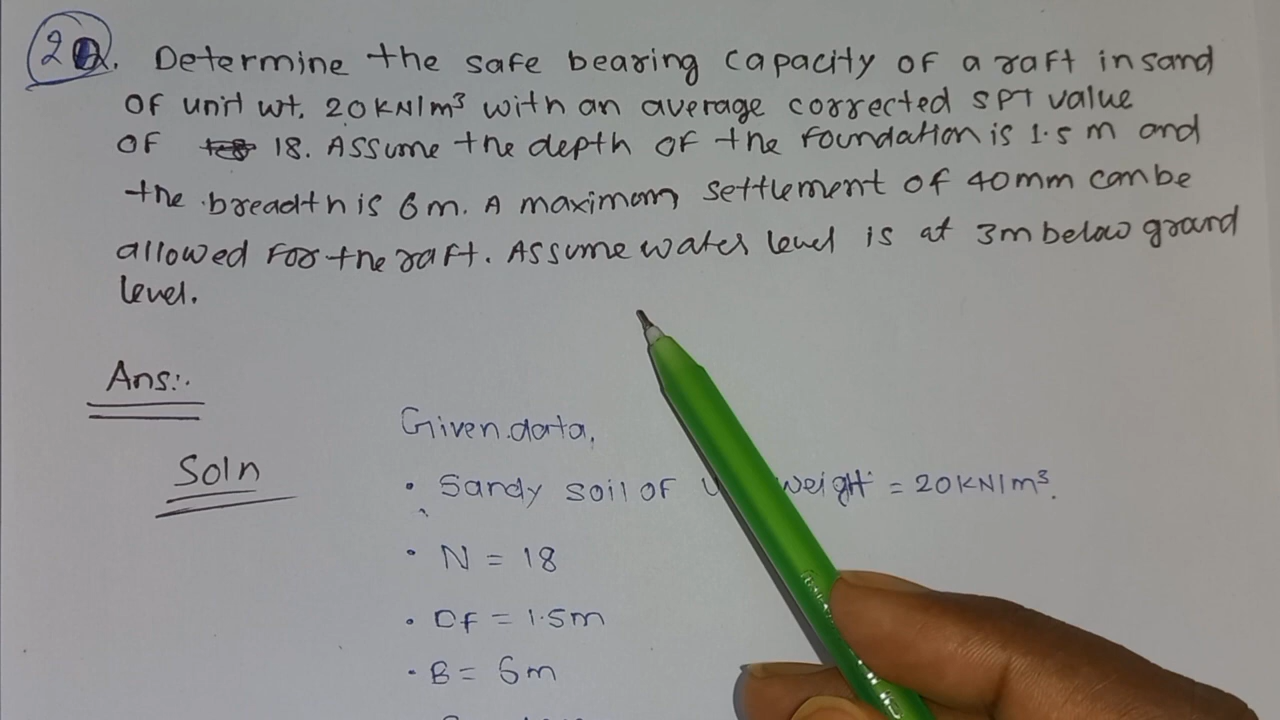 2Q. Determine the safe bearing capacity of a raft in sand
of unit wt. 20KN/m³ with an average corrected SPT value
of 18. Assume the depth of the foundation is 1.5 m and
the breadth is 6m. A maximum settlement of 40mm can be
allowed for the raft. Assume water level is at 3m below ground
level.
Ans:.
Soln
Given data,
• Sandy soil of weight = 20KN/m³.
• N = 18
• Df = 1.5m
• B = 6m